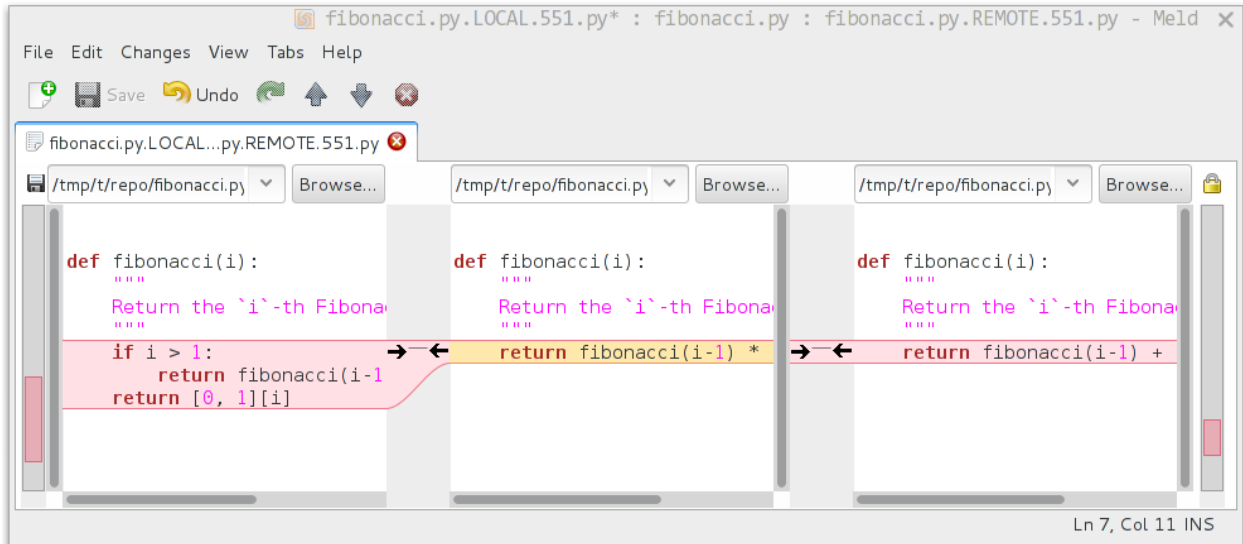 fibonacci.py.LOCAL.551.py* : fibonacci.py : fibonacci.py.REMOTE.551.py - Meld
File Edit Changes View Tabs Help
Save Undo
fibonacci.py.LOCAL...py.REMOTE.551.py
/tmp/t/repo/fibonacci.py Browse... /tmp/t/repo/fibonacci.py Browse... /tmp/t/repo/fibonacci.py Browse...
def fibonacci(i):
"""
Return the `i`-th Fibonac
"""
if i > 1:
return fibonacci(i-1
return [0, 1][i]
def fibonacci(i):
"""
Return the `i`-th Fibona
"""
return fibonacci(i-1) *
def fibonacci(i):
"""
Return the `i`-th Fibona
"""
return fibonacci(i-1) +
Ln 7, Col 11 INS